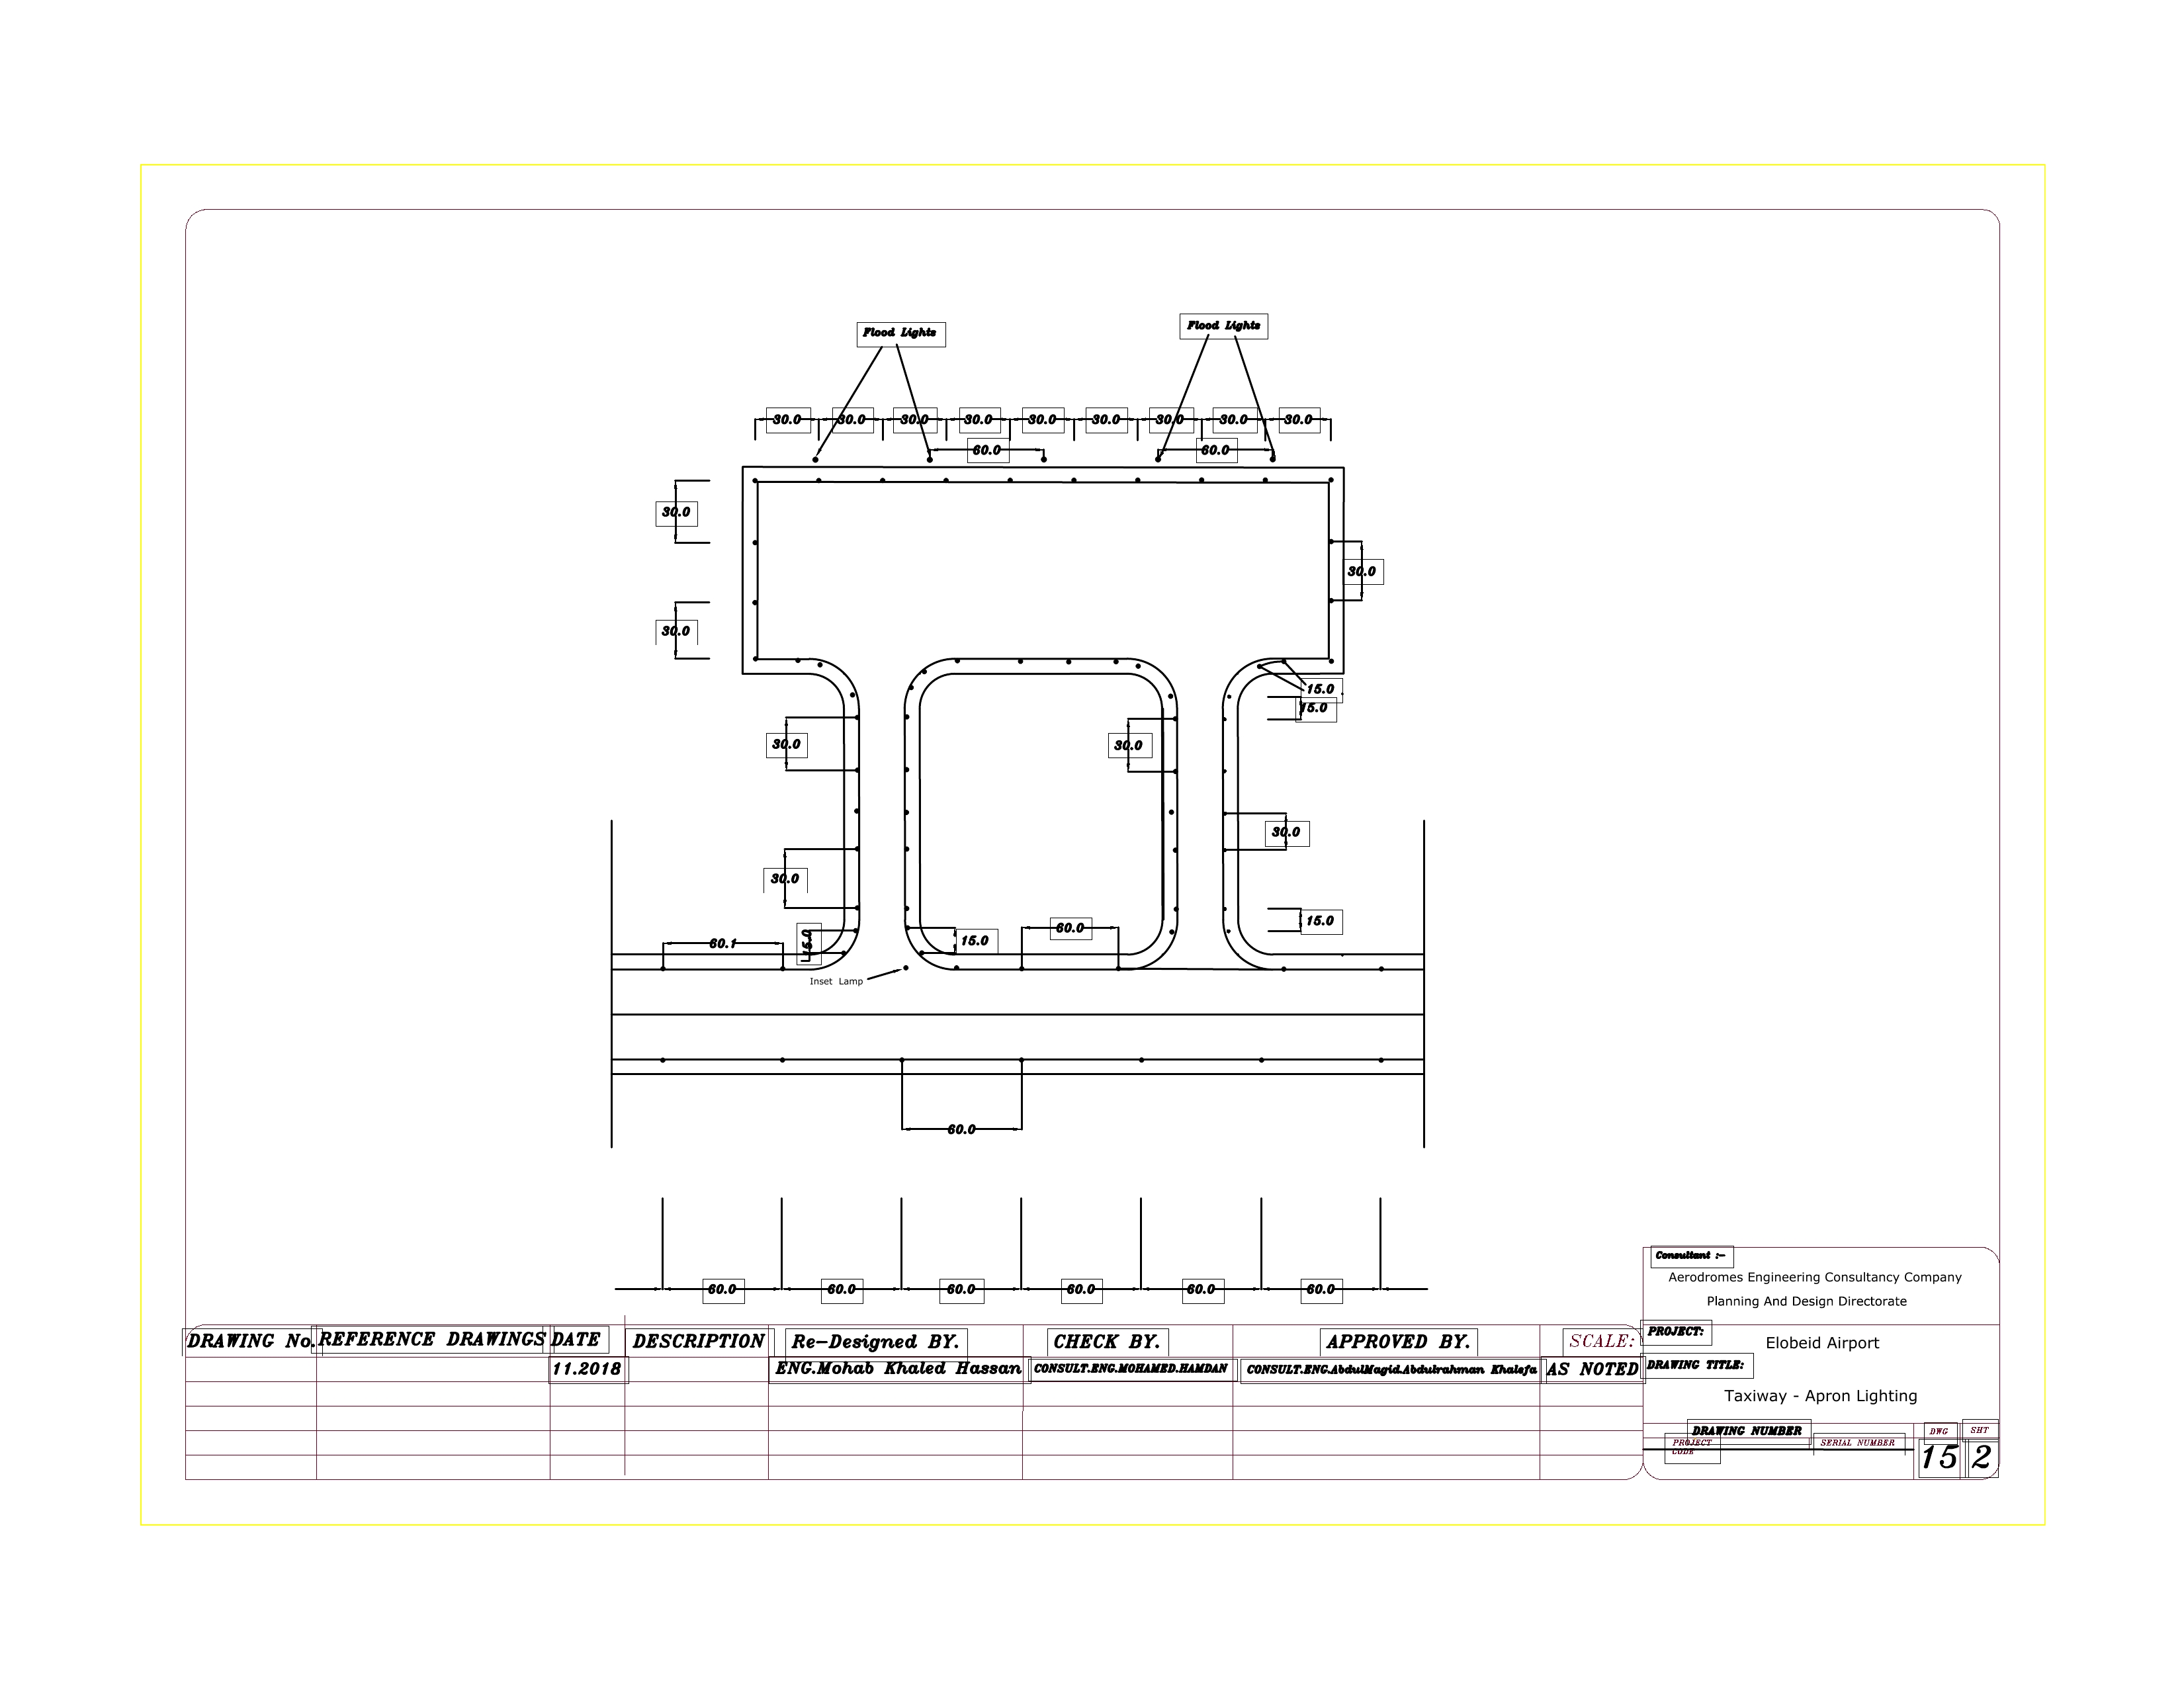 Flood Lights
Flood Lights
30.0 30.0 30.0 30.0 30.0 30.0 30.0 30.0 30.0
60.0 60.0
30.0
30.0
30.0
15.0
15.0
30.0 30.0
30.0
30.0
15.0
60.0
60.1 15.0 15.0
Inset Lamp
60.0
60.0 60.0 60.0 60.0 60.0 60.0
Consultant :-
Aerodromes Engineering Consultancy Company
Planning And Design Directorate
PROJECT:
Elobeid Airport
DRAWING TITLE:
Taxiway - Apron Lighting
DRAWING NUMBER DWG SHT
PROJECT CODE SERIAL NUMBER
15 2
DRAWING No. REFERENCE DRAWINGS DATE DESCRIPTION Re-Designed BY. CHECK BY. APPROVED BY. SCALE:
11.2018 ENG.Mohab Khaled Hassan CONSULT.ENG.MOHAMED.HAMDAN CONSULT.ENG.AbdulMagid.Abdulrahman Khalefa AS NOTED